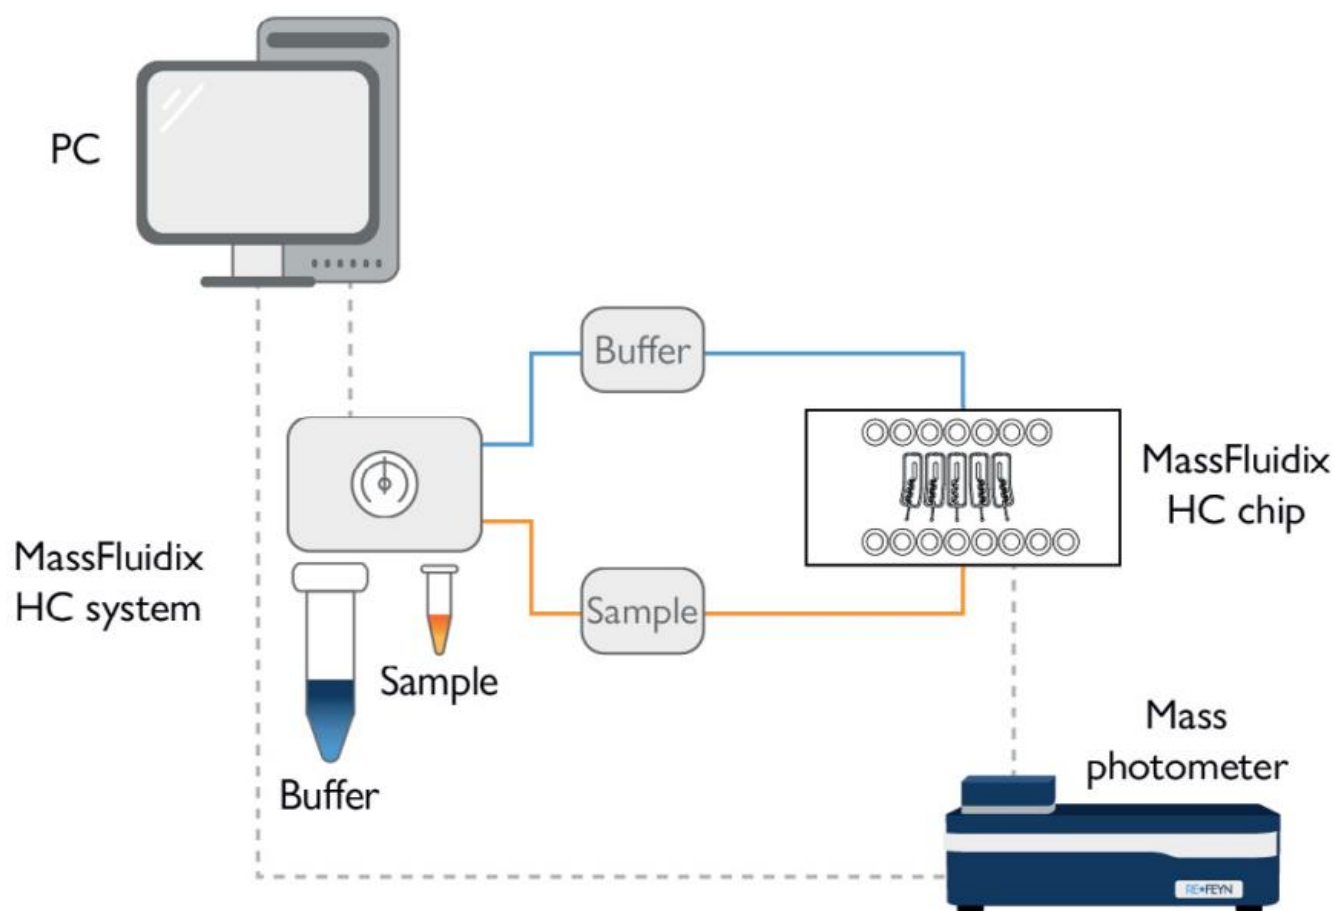 PC
Buffer
MassFluidix
HC chip
MassFluidix
HC system
Sample
Sample
Buffer
Mass
photometer
REFEYN